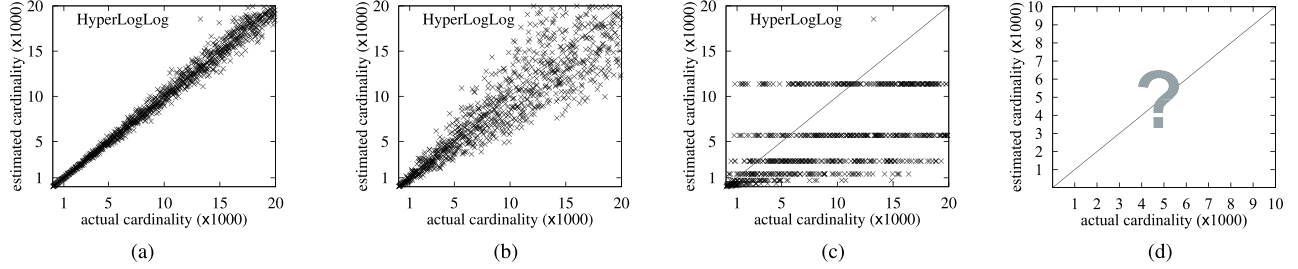 estimated cardinality (x1000)
20
15
10
5
1
HyperLogLog
1 5 10 15 20
actual cardinality (x1000)
(a)
estimated cardinality (x1000)
20
15
10
5
1
HyperLogLog
1 5 10 15 20
actual cardinality (x1000)
(b)
estimated cardinality (x1000)
20
15
10
5
1
HyperLogLog
1 5 10 15 20
actual cardinality (x1000)
(c)
estimated cardinality (x1000)
10
9
8
7
6
5
4
3
2
1
?
1 2 3 4 5 6 7 8 9 10
actual cardinality (x1000)
(d)